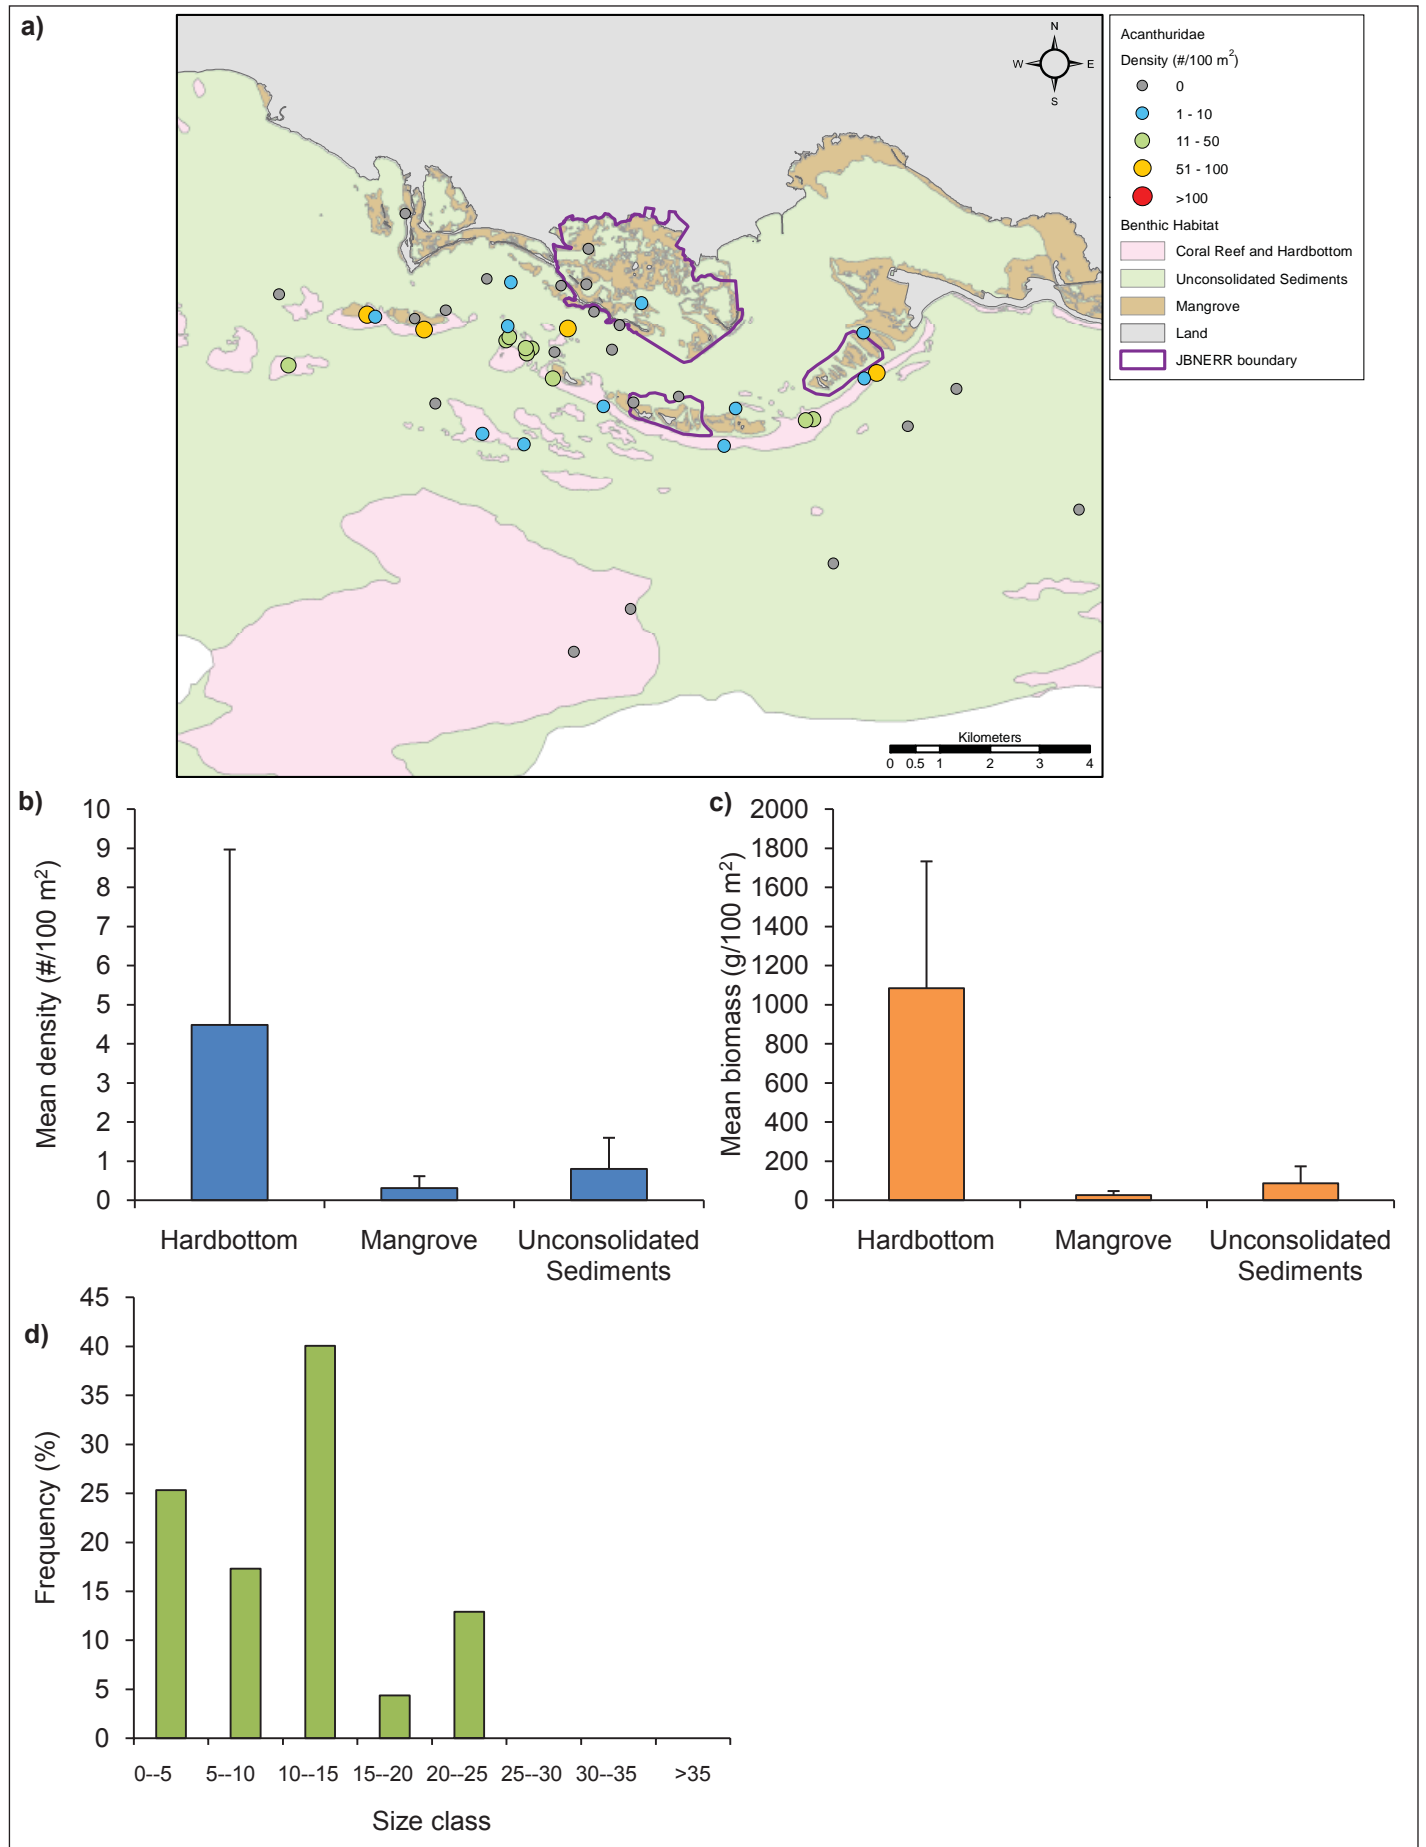 a)
N
W E
S
Acanthuridae
Density (#/100 m²)
0
1 - 10
11 - 50
51 - 100
>100
Benthic Habitat
Coral Reef and Hardbottom
Unconsolidated Sediments
Mangrove
Land
JBNERR boundary
Kilometers
0 0.5 1 2 3 4
b)
10
9
8
7
6
5
4
3
2
1
0
Mean density (#/100 m²)
Hardbottom
Mangrove
Unconsolidated
Sediments
c)
2000
1800
1600
1400
1200
1000
800
600
400
200
0
Mean biomass (g/100 m²)
Hardbottom
Mangrove
Unconsolidated
Sediments
d)
45
40
35
30
25
20
15
10
5
0
Frequency (%)
0--5 5--10 10--15 15--20 20--25 25--30 30--35 >35
Size class